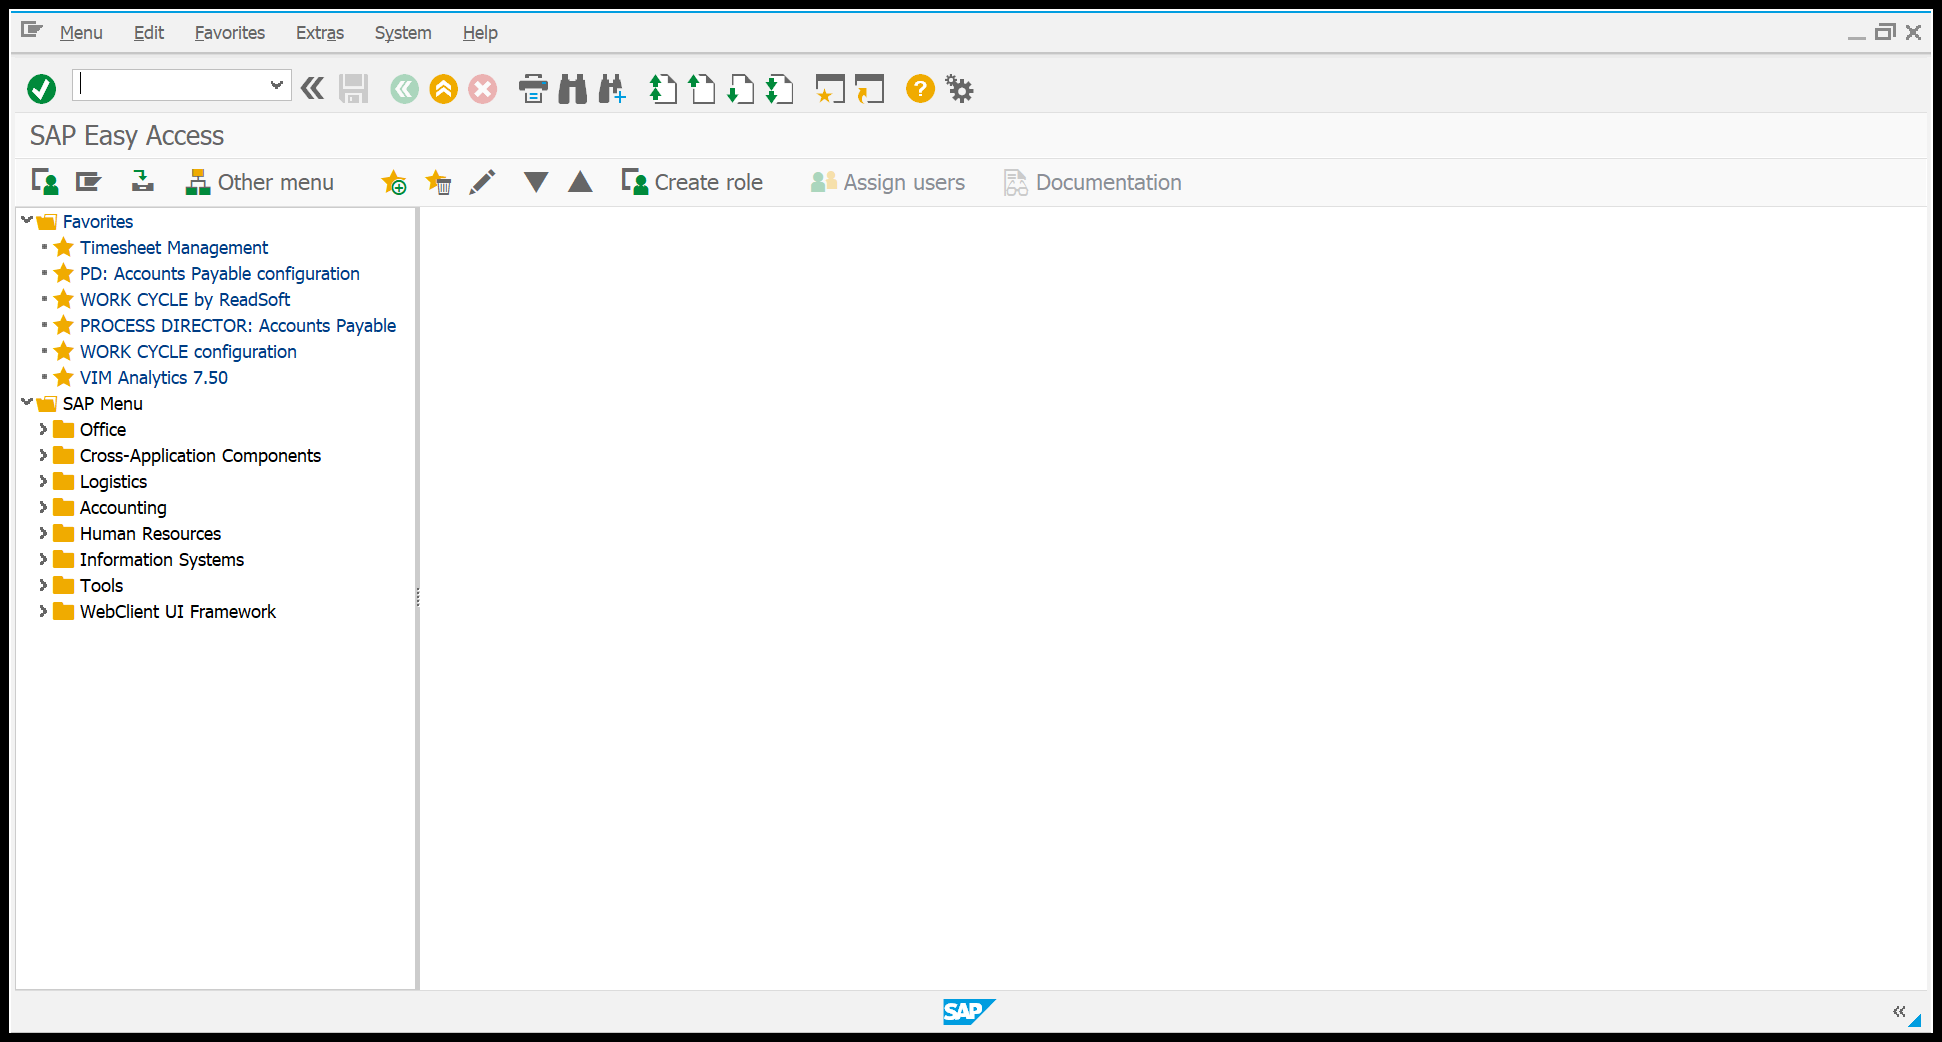 Menu Edit Favorites Extras System Help
SAP Easy Access
Other menu Create role Assign users Documentation
Favorites
Timesheet Management
PD: Accounts Payable configuration
WORK CYCLE by ReadSoft
PROCESS DIRECTOR: Accounts Payable
WORK CYCLE configuration
VIM Analytics 7.50
SAP Menu
Office
Cross-Application Components
Logistics
Accounting
Human Resources
Information Systems
Tools
WebClient UI Framework
SAP